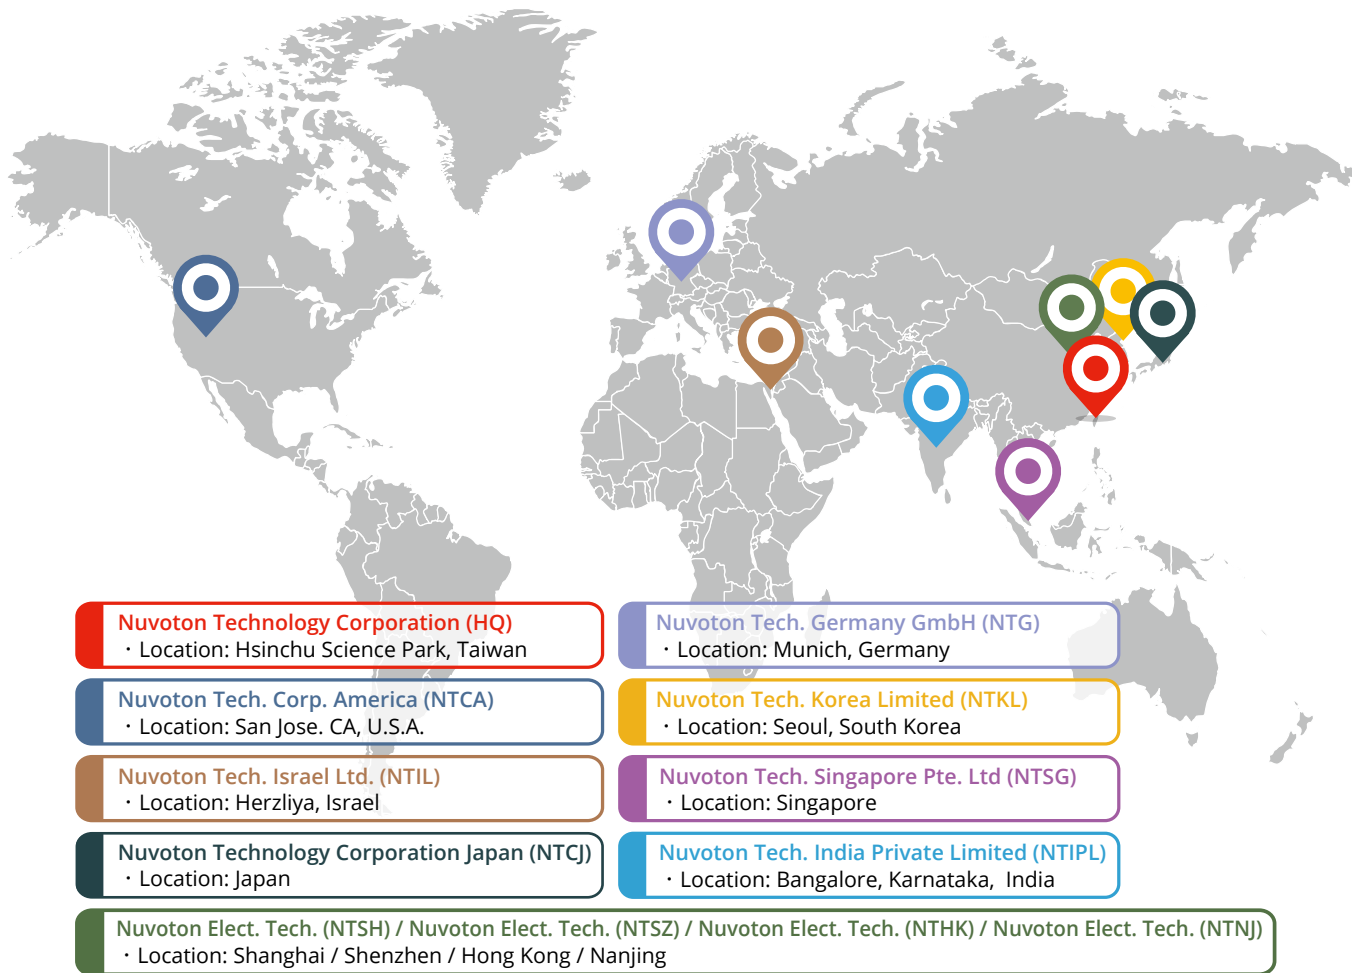 Nuvoton Technology Corporation (HQ)
· Location: Hsinchu Science Park, Taiwan
Nuvoton Tech. Germany GmbH (NTG)
· Location: Munich, Germany
Nuvoton Tech. Corp. America (NTCA)
· Location: San Jose. CA, U.S.A.
Nuvoton Tech. Korea Limited (NTKL)
· Location: Seoul, South Korea
Nuvoton Tech. Israel Ltd. (NTIL)
· Location: Herzliya, Israel
Nuvoton Tech. Singapore Pte. Ltd (NTSG)
· Location: Singapore
Nuvoton Technology Corporation Japan (NTCJ)
· Location: Japan
Nuvoton Tech. India Private Limited (NTIPL)
· Location: Bangalore, Karnataka, India
Nuvoton Elect. Tech. (NTSH) / Nuvoton Elect. Tech. (NTSZ) / Nuvoton Elect. Tech. (NTHK) / Nuvoton Elect. Tech. (NTNJ)
· Location: Shanghai / Shenzhen / Hong Kong / Nanjing